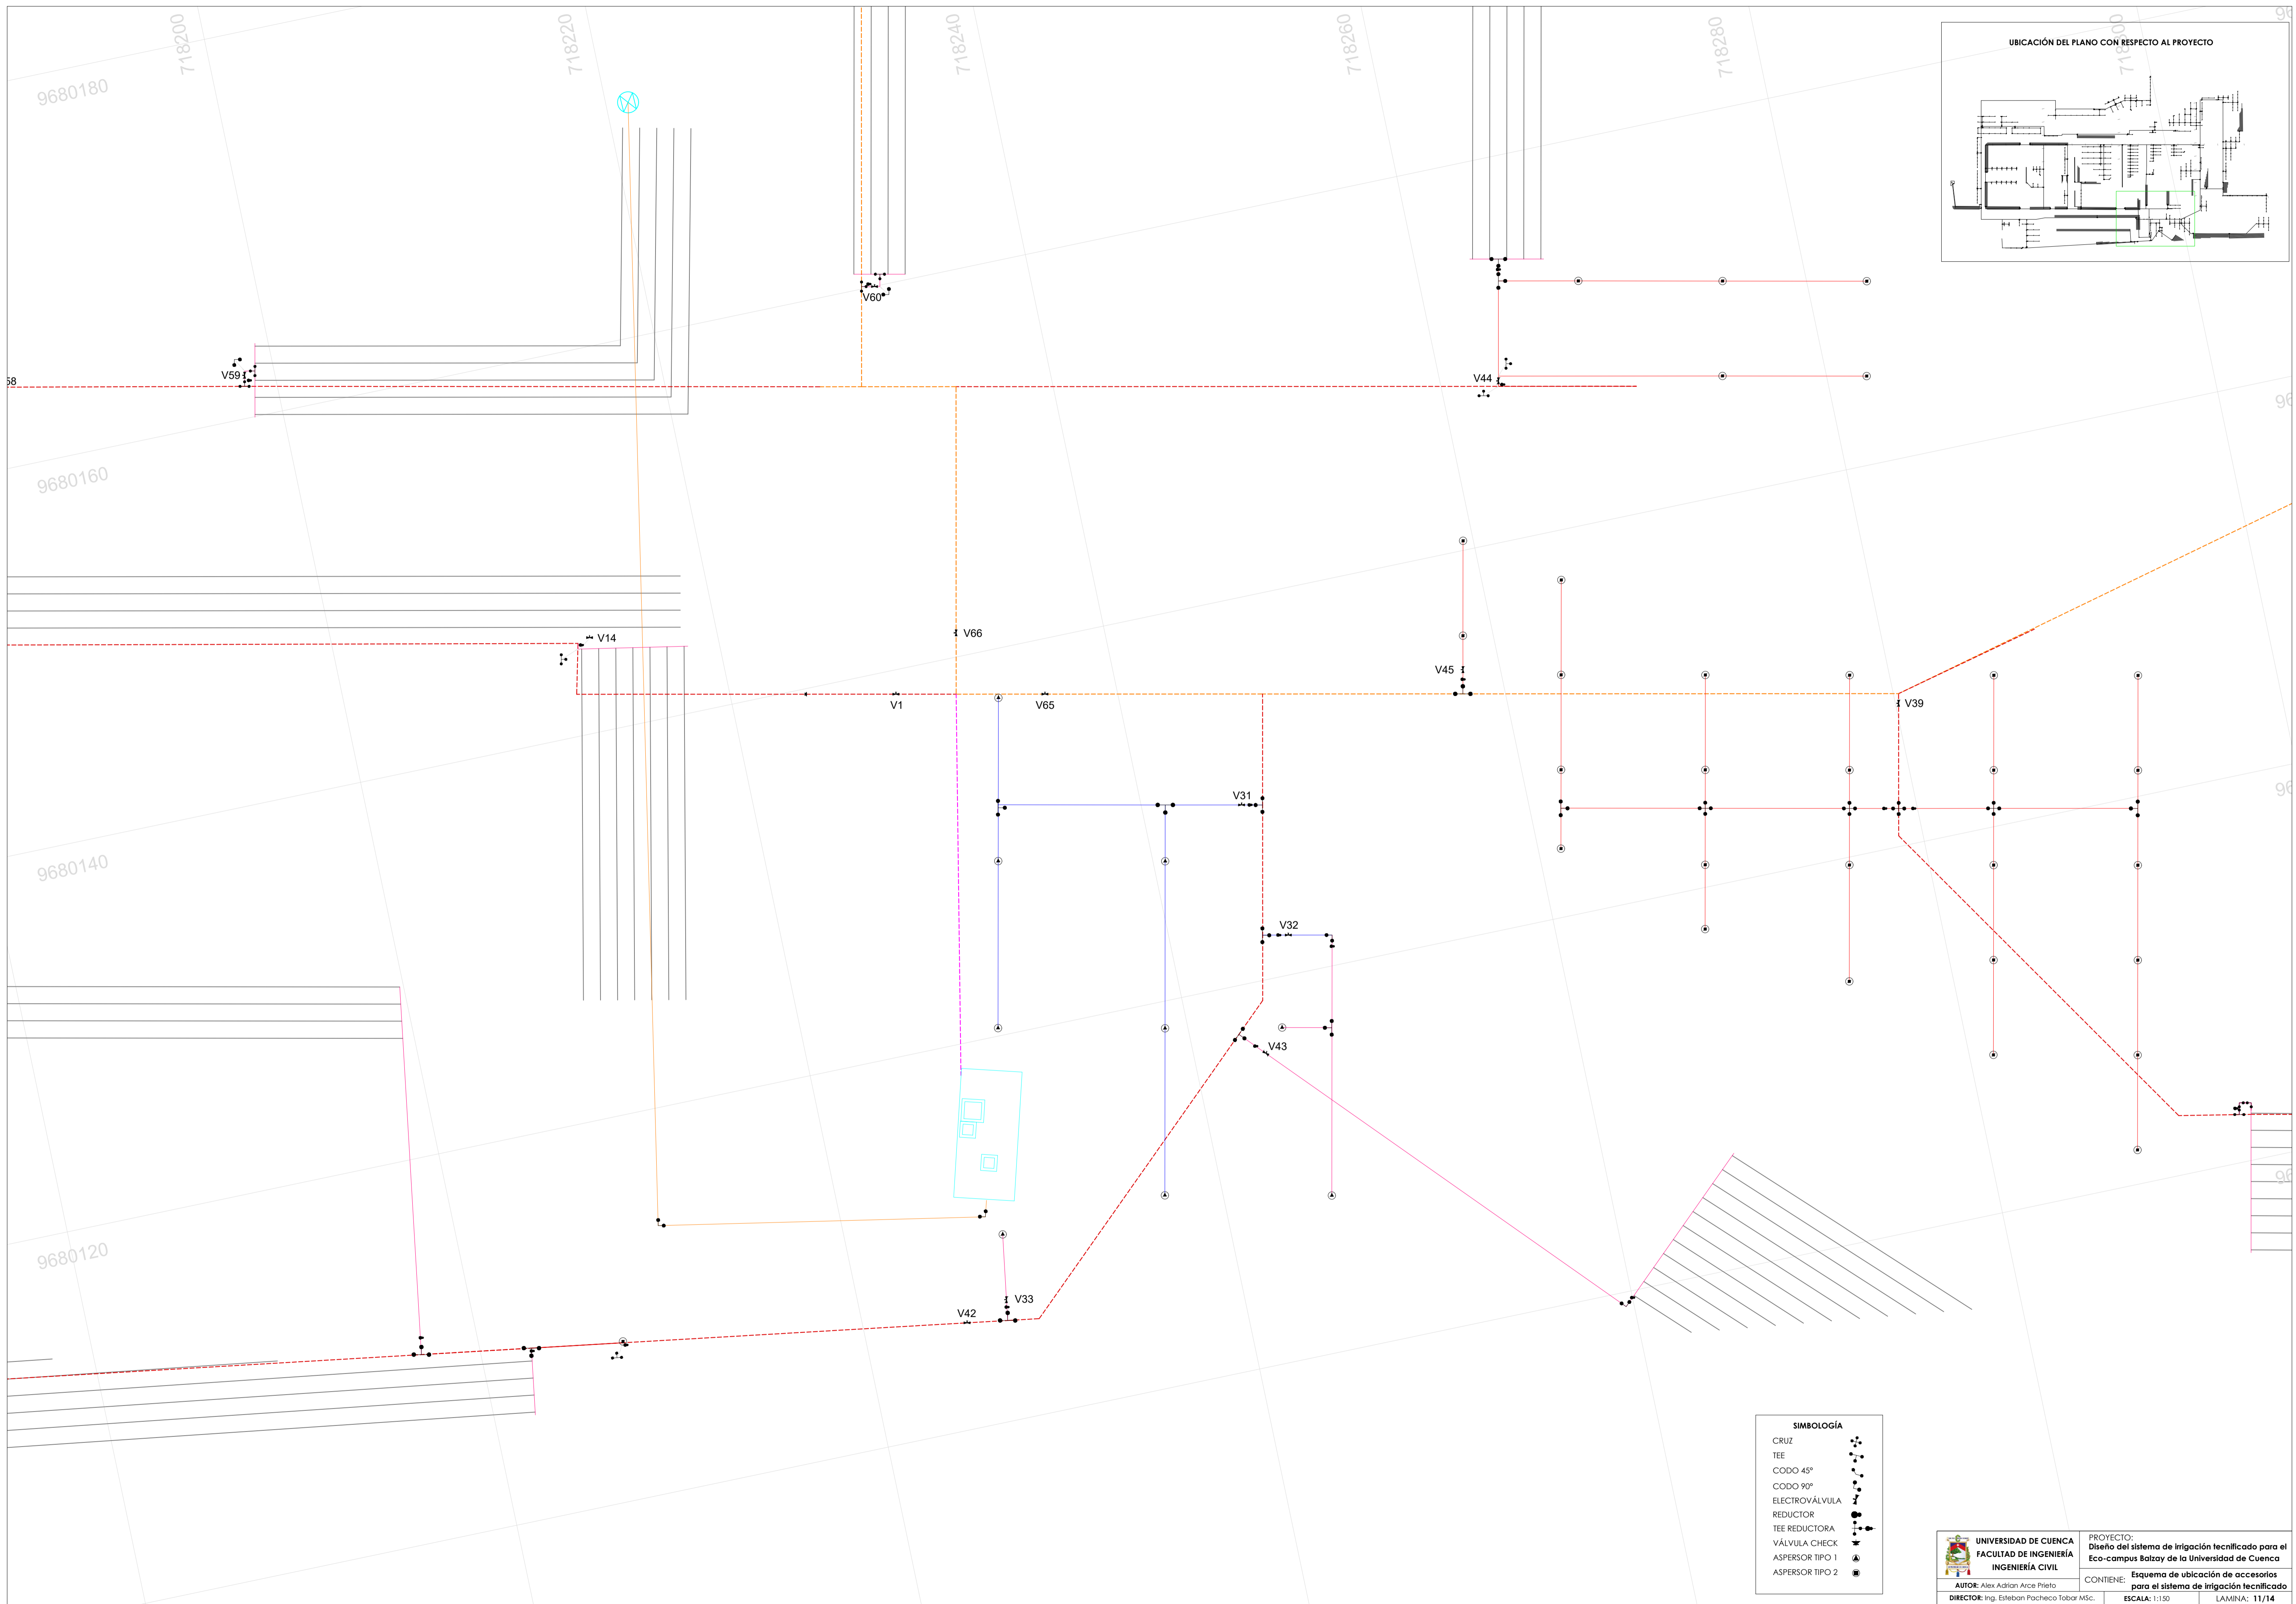 718200
718220
718240
718260
718280
718300
9680180
9680160
9680140
9680120
UBICACIÓN DEL PLANO CON RESPECTO AL PROYECTO
V60
V59
V44
V14
V66
V45
V1
V65
V39
V31
V32
V43
V33
V42
SIMBOLOGÍA
CRUZ
TEE
CODO 45°
CODO 90°
ELECTROVÁLVULA
REDUCTOR
TEE REDUCTORA
VÁLVULA CHECK
ASPERSOR TIPO 1
ASPERSOR TIPO 2
UNIVERSIDAD DE CUENCA
FACULTAD DE INGENIERÍA
INGENIERÍA CIVIL
AUTOR: Alex Adrian Arce Prieto
DIRECTOR: Ing. Esteban Pacheco Tobar MSc.
PROYECTO:
Diseño del sistema de irrigación tecnificado para el
Eco-campus Balzay de la Universidad de Cuenca
CONTIENE: Esquema de ubicación de accesorios
para el sistema de irrigación tecnificado
ESCALA: 1:150
LAMINA: 11/14